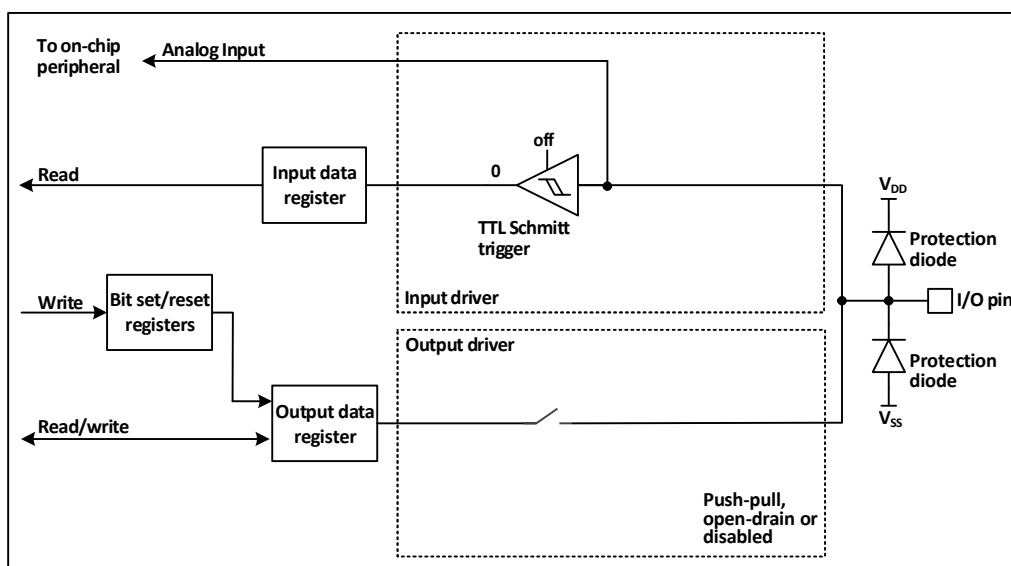 To on-chip
peripheral
Analog Input
off
0
Read
Input data
register
TTL Schmitt
trigger
V_DD
Protection
diode
Write
Bit set/reset
registers
Input driver
I/O pin
Output driver
Protection
diode
Output data
register
Read/write
V_SS
Push-pull,
open-drain or
disabled